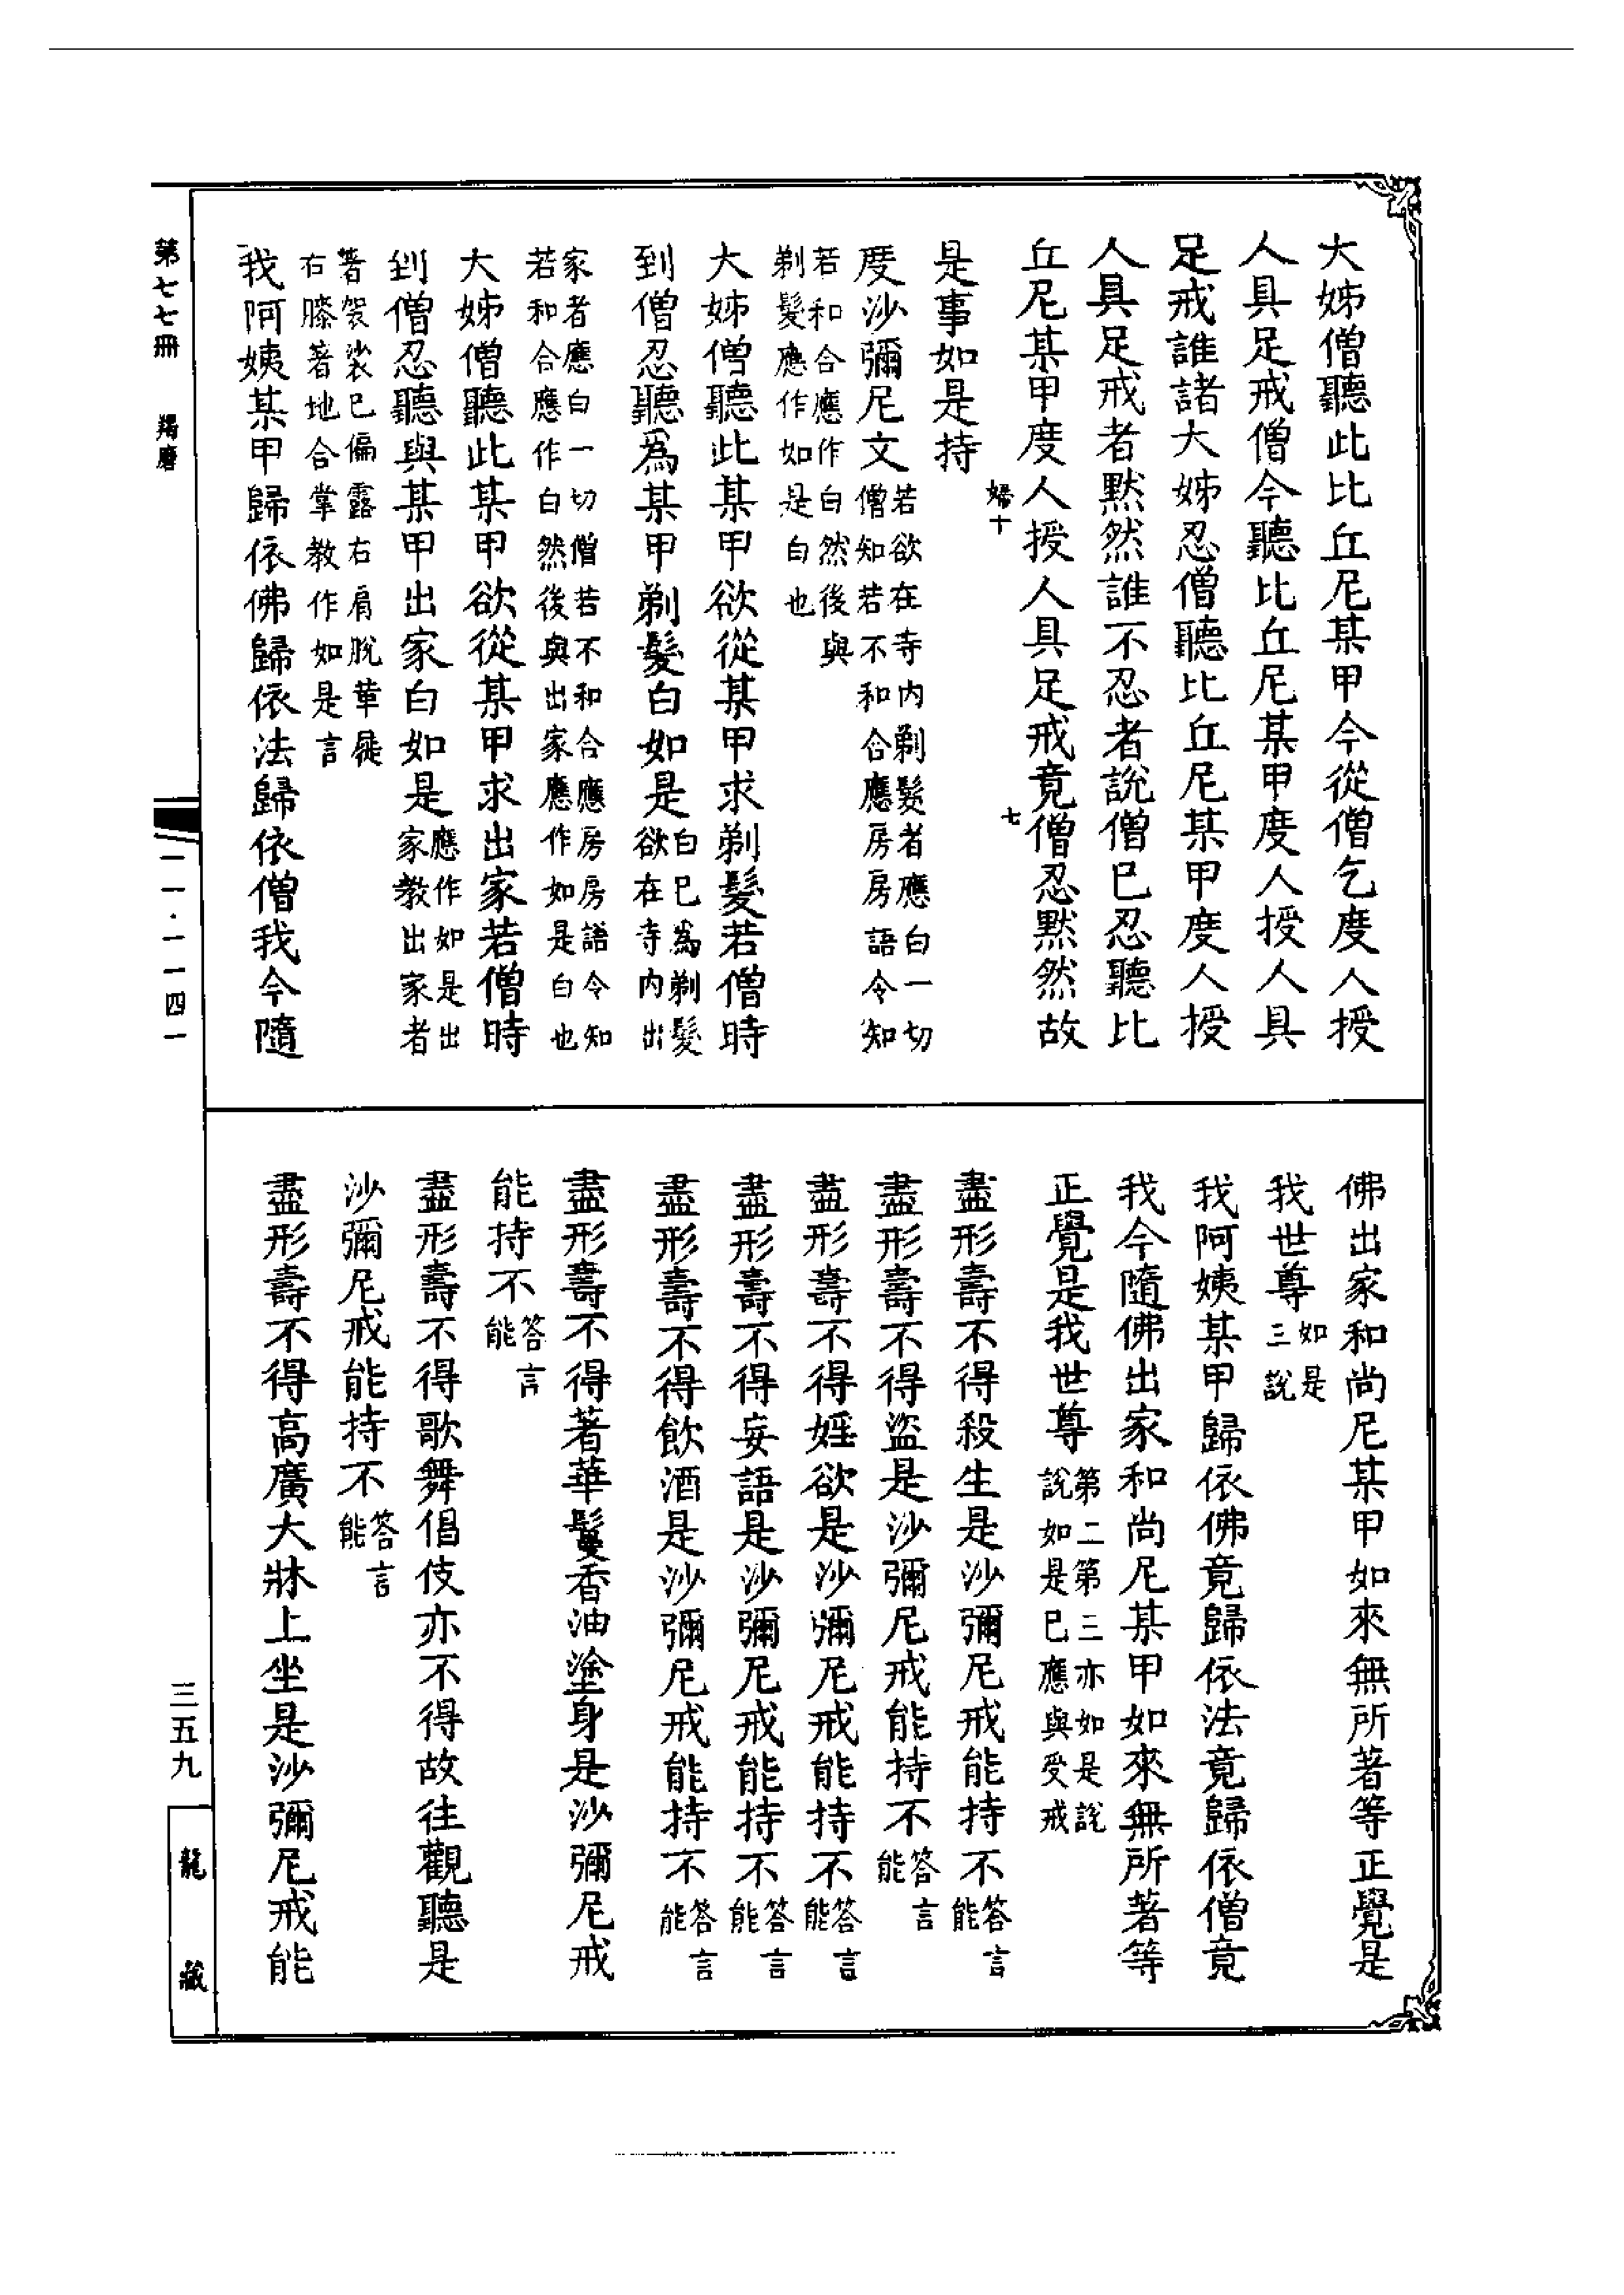 大姊僧聽此比丘尼某甲今從僧乞度人授
人具足戒僧今聽比丘尼某甲度人授人具
足戒誰諸大姊忍僧聽比丘尼某甲度人授
人具足戒者默然誰不忍者說僧已忍聽比
丘尼某甲度人授人具足戒竟僧忍默然故
婦十 七
是事如是持
度沙彌尼文若欲在寺内剃髮者應白一切
僧知若不和合應房房語令知
若和合應作白然後與
剃髮應作如是白也
大姊僧聽此某甲欲從某甲求剃髮若僧時
到僧忍聽為某甲剃髮白如是白已為剃髮
欲在寺内出
家者應白一切僧若不和合應房房語令知
若和合應作白然後與出家應作如是白也
大姊僧聽此某甲欲從某甲求出家若僧時
到僧忍聽與某甲出家白如是應作如是出
家教出家者
著袈裟已偏露右肩脫革屣
右膝著地合掌教作如是言
我阿姨某甲歸依佛歸依法歸依僧我今隨
佛出家和尚尼某甲如來無所著等正覺是
我世尊如是
三說
我阿姨某甲歸依佛竟歸依法竟歸依僧竟
我今隨佛出家和尚尼某甲如來無所著等
正覺是我世尊第二第三亦如是說
說如是已應與受戒
盡形壽不得殺生是沙彌尼戒能持不答言
能
盡形壽不得盜是沙彌尼戒能持不答言
能
盡形壽不得婬欲是沙彌尼戒能持不答言
能
盡形壽不得妄語是沙彌尼戒能持不答言
能
盡形壽不得飲酒是沙彌尼戒能持不答言
能
盡形壽不得著華鬘香油塗身是沙彌尼戒
能持不答言
能
盡形壽不得歌舞倡伎亦不得故往觀聽是
沙彌尼戒能持不答言
能
盡形壽不得高廣大牀上坐是沙彌尼戒能
第七七冊 羯磨
一一·一一四一
三五九
龍藏